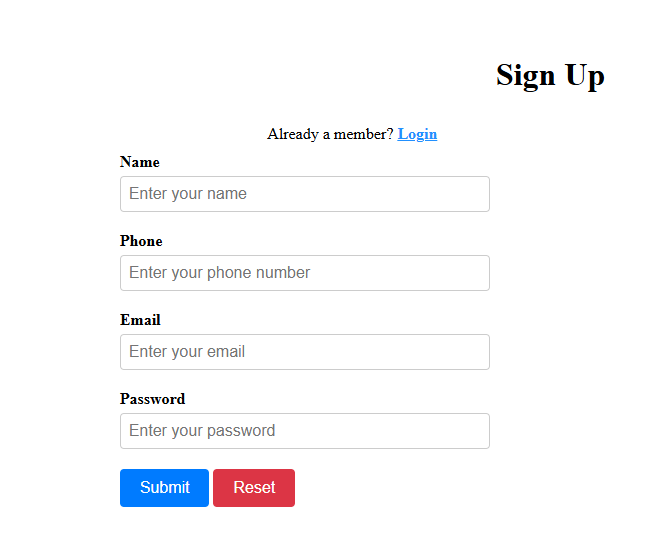 Sign Up
Already a member? Login
Name
Enter your name
Phone
Enter your phone number
Email
Enter your email
Password
Enter your password
Submit Reset